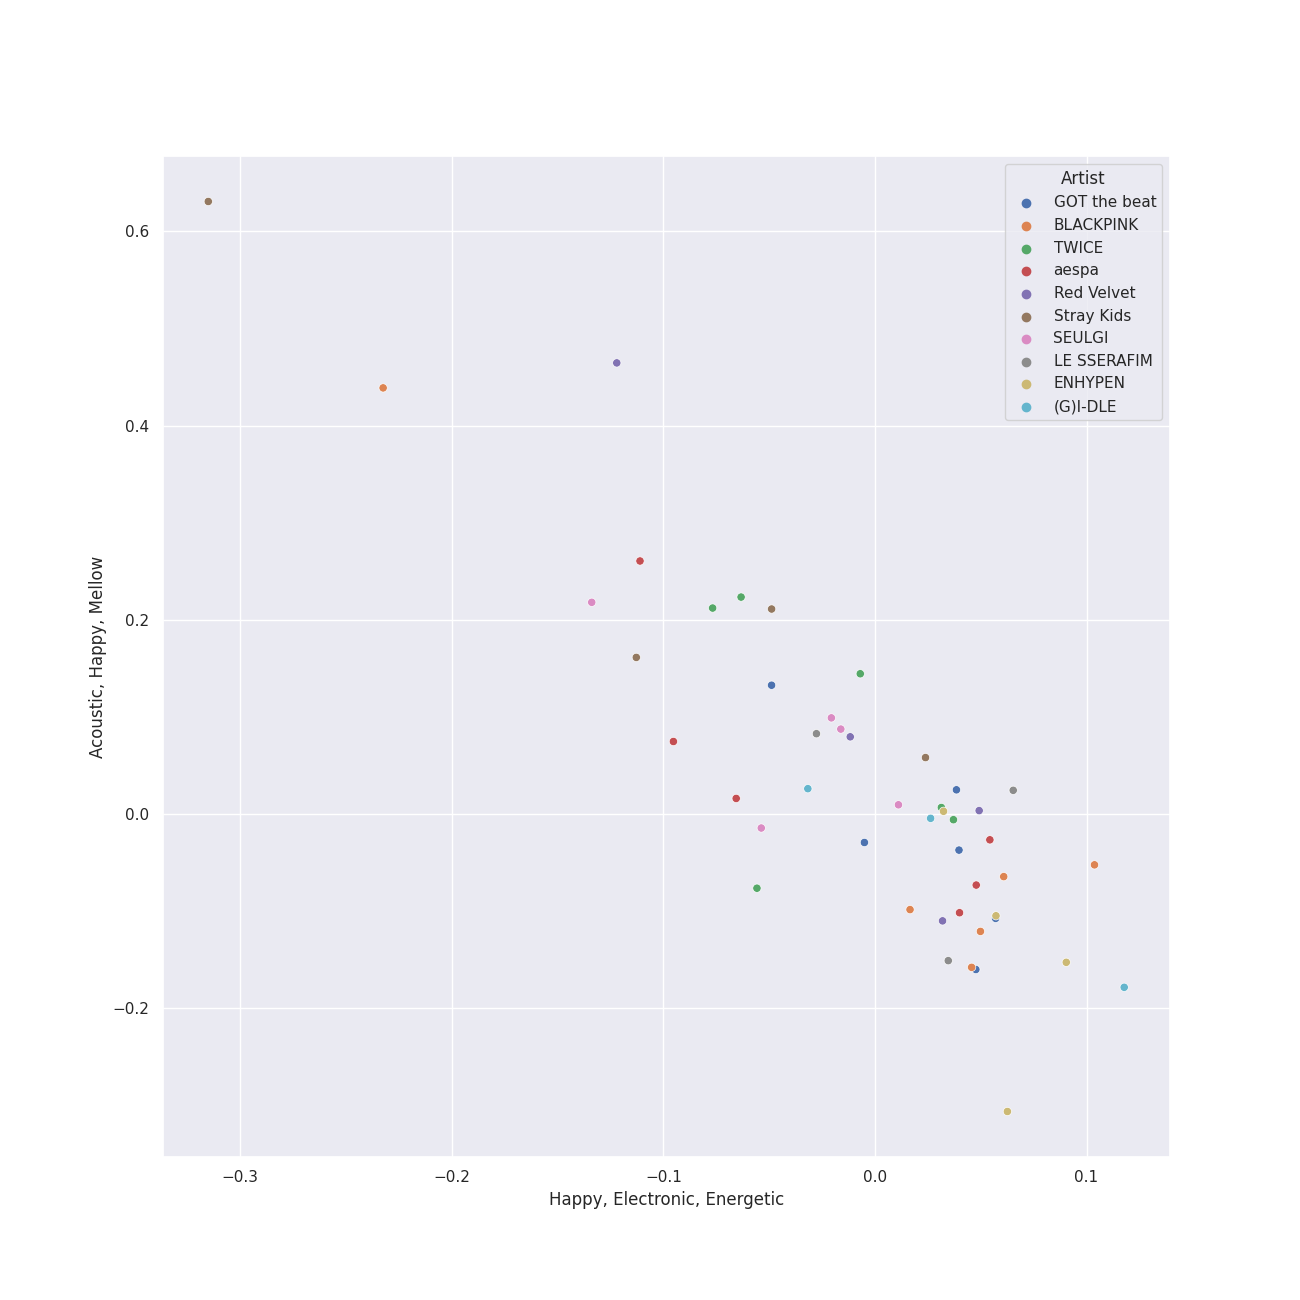 Artist
GOT the beat
BLACKPINK
TWICE
aespa
Red Velvet
Stray Kids
SEULGI
LE SSERAFIM
ENHYPEN
(G)I-DLE
0.6
0.4
0.2
0.0
−0.2
Acoustic, Happy, Mellow
−0.3 −0.2 −0.1 0.0 0.1
Happy, Electronic, Energetic